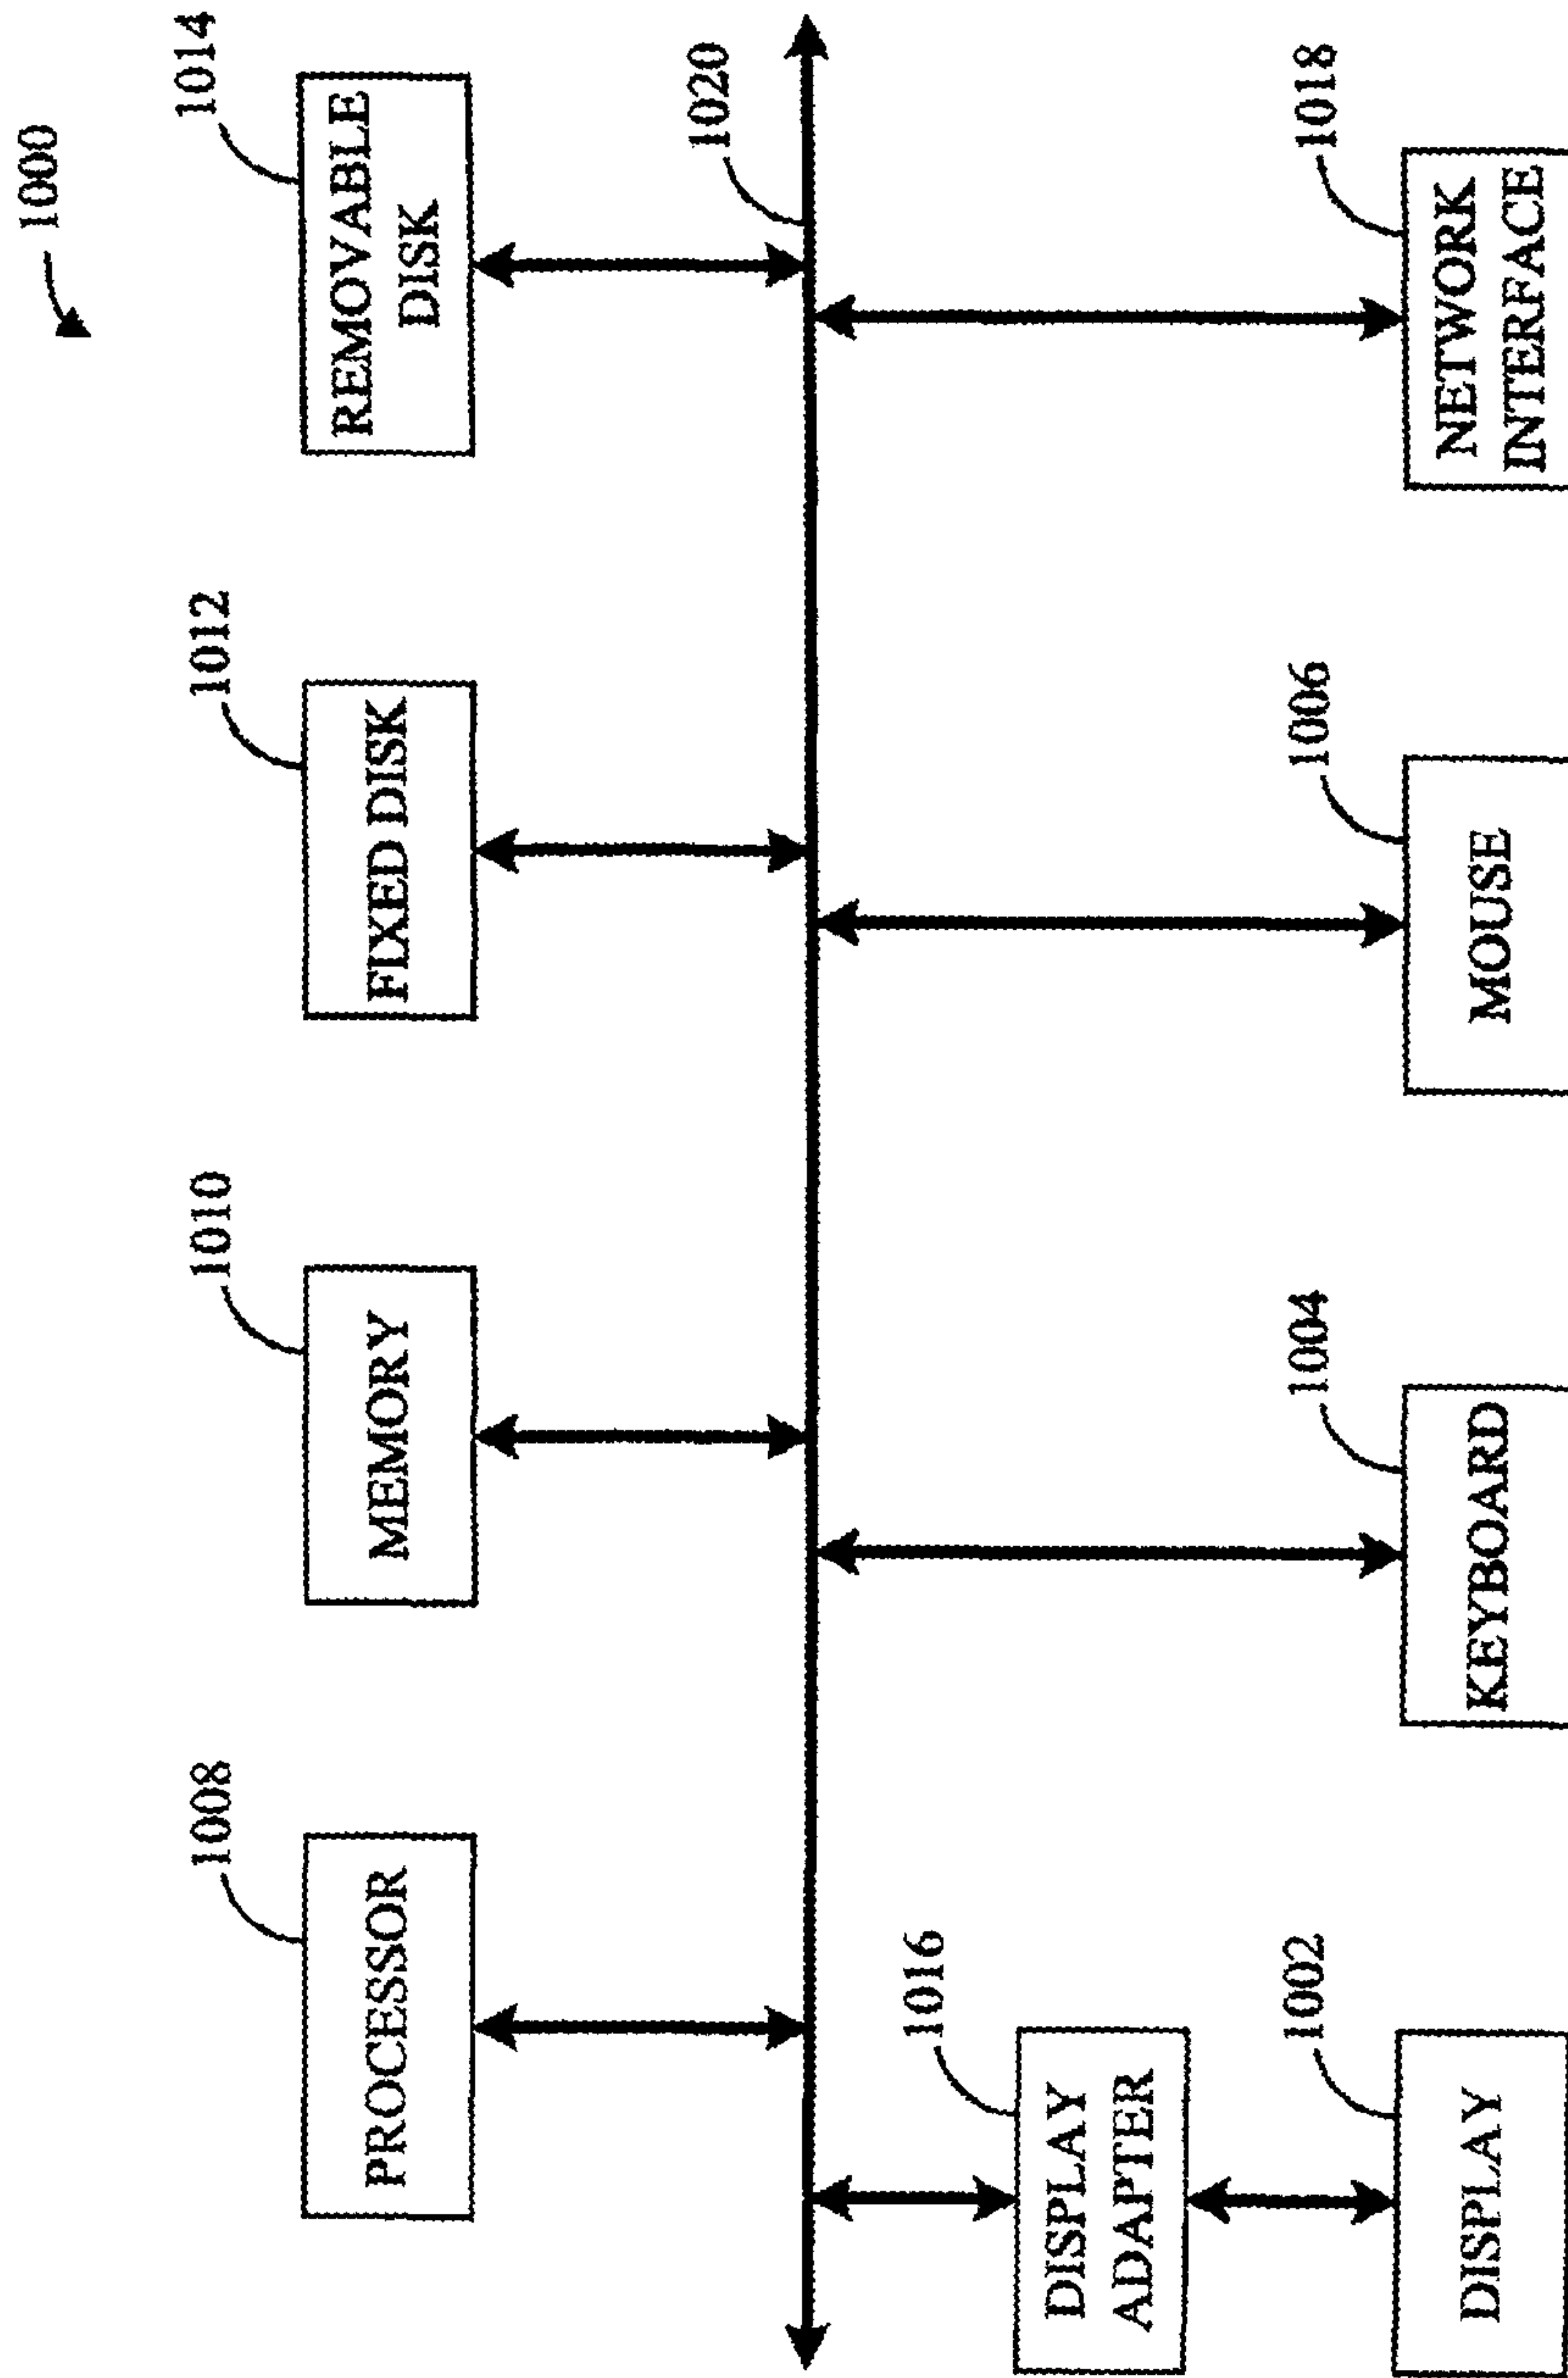 1000
1008
1010
1012
1014
PROCESSOR
MEMORY
FIXED DISK
REMOVABLE
DISK
1020
1016
DISPLAY
ADAPTER
1002
1004
1006
1018
DISPLAY
KEYBOARD
MOUSE
NETWORK
INTERFACE